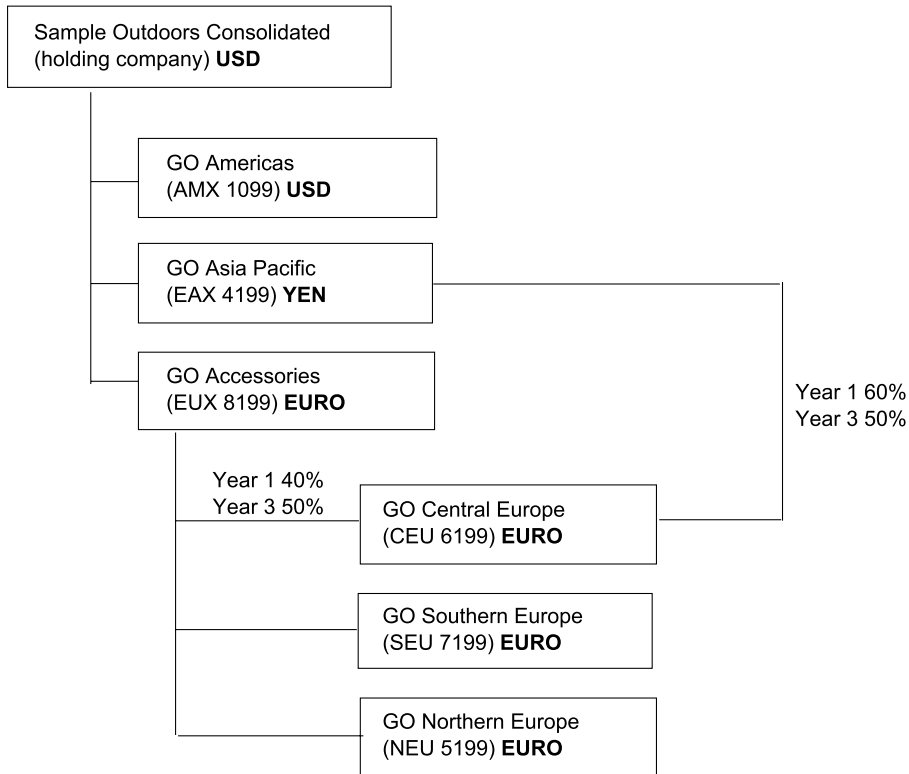 Sample Outdoors Consolidated
(holding company) USD
GO Americas
(AMX 1099) USD
GO Asia Pacific
(EAX 4199) YEN
GO Accessories
(EUX 8199) EURO
Year 1 60%
Year 3 50%
Year 1 40%
Year 3 50%
GO Central Europe
(CEU 6199) EURO
GO Southern Europe
(SEU 7199) EURO
GO Northern Europe
(NEU 5199) EURO